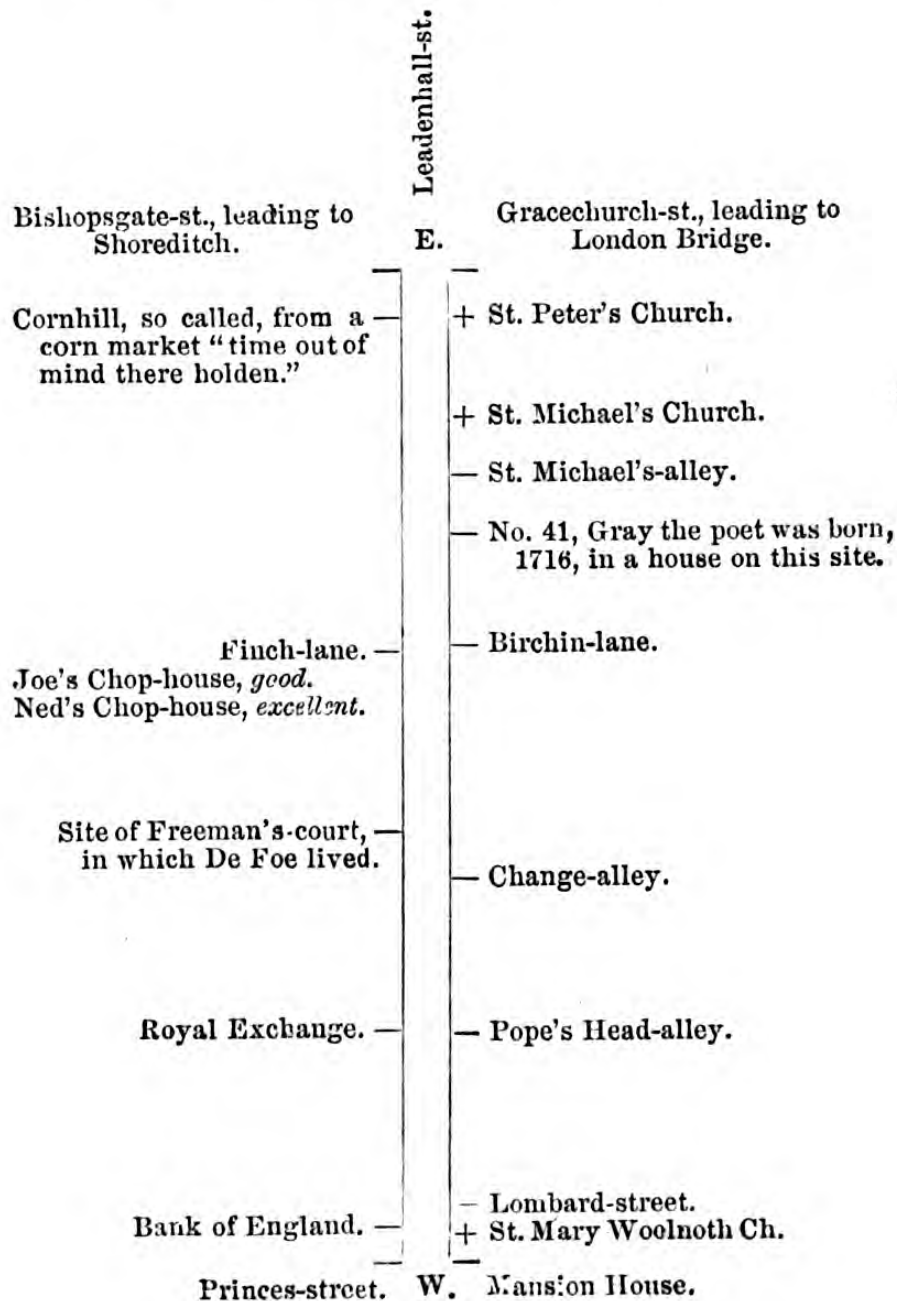 Leadenhall-st.
Bishopsgate-st., leading to
Shoreditch.
E.
Gracechurch-st., leading to
London Bridge.
Cornhill, so called, from a
corn market "time out of
mind there holden."
+ St. Peter's Church.
+ St. Michael's Church.
St. Michael's-alley.
No. 41, Gray the poet was born,
1716, in a house on this site.
Finch-lane.
Joe's Chop-house, good.
Ned's Chop-house, excellent.
Birchin-lane.
Site of Freeman's-court,
in which De Foe lived.
Change-alley.
Royal Exchange.
Pope's Head-alley.
Lombard-street.
Bank of England.
+ St. Mary Woolnoth Ch.
Princes-street.
W.
Mansion House.